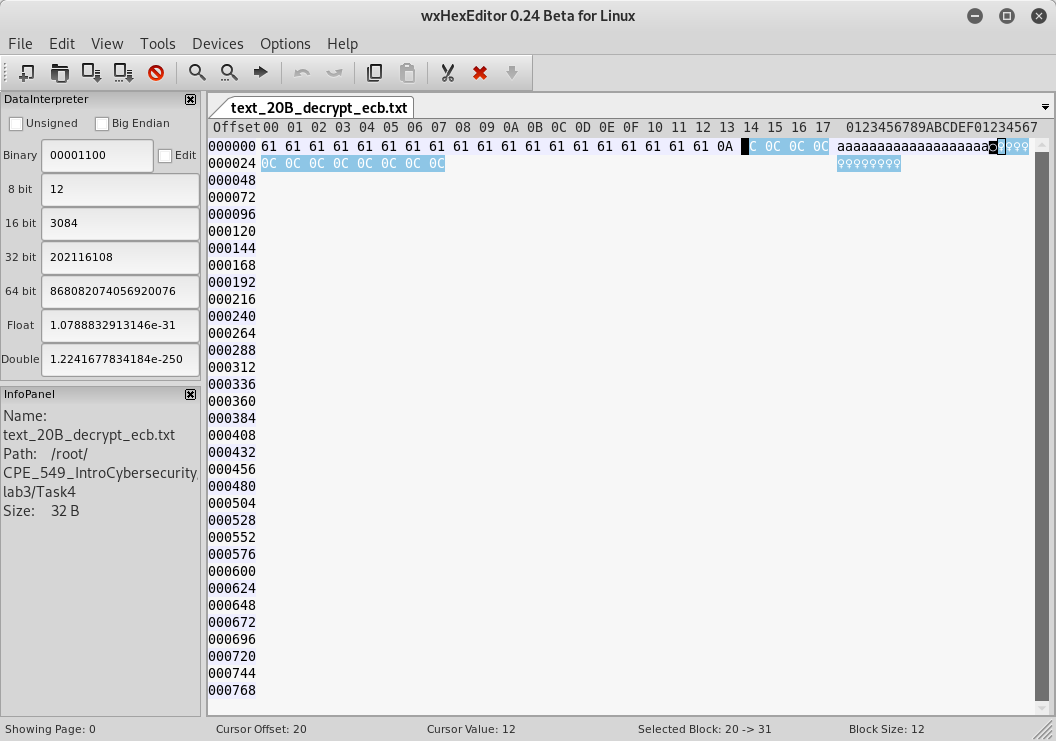 wxHexEditor 0.24 Beta for Linux
File Edit View Tools Devices Options Help
DataInterpreter
Unsigned Big Endian
Binary 00001100 Edit
8 bit 12
16 bit 3084
32 bit 202116108
64 bit 868082074056920076
Float 1.0788832913146e-31
Double 1.2241677834184e-250
InfoPanel
Name:
text_20B_decrypt_ecb.txt
Path: /root/
CPE_549_IntroCybersecurity
lab3/Task4
Size: 32 B
text_20B_decrypt_ecb.txt
Offset 00 01 02 03 04 05 06 07 08 09 0A 0B 0C 0D 0E 0F 10 11 12 13 14 15 16 17 0123456789ABCDEF01234567
000000 61 61 61 61 61 61 61 61 61 61 61 61 61 61 61 61 61 61 61 0A C 0C 0C 0C aaaaaaaaaaaaaaaaaaa◙♀♀♀♀
000024 0C 0C 0C 0C 0C 0C 0C 0C ♀♀♀♀♀♀♀♀
000048
000072
000096
000120
000144
000168
000192
000216
000240
000264
000288
000312
000336
000360
000384
000408
000432
000456
000480
000504
000528
000552
000576
000600
000624
000648
000672
000696
000720
000744
000768
Showing Page: 0 Cursor Offset: 20 Cursor Value: 12 Selected Block: 20 -> 31 Block Size: 12